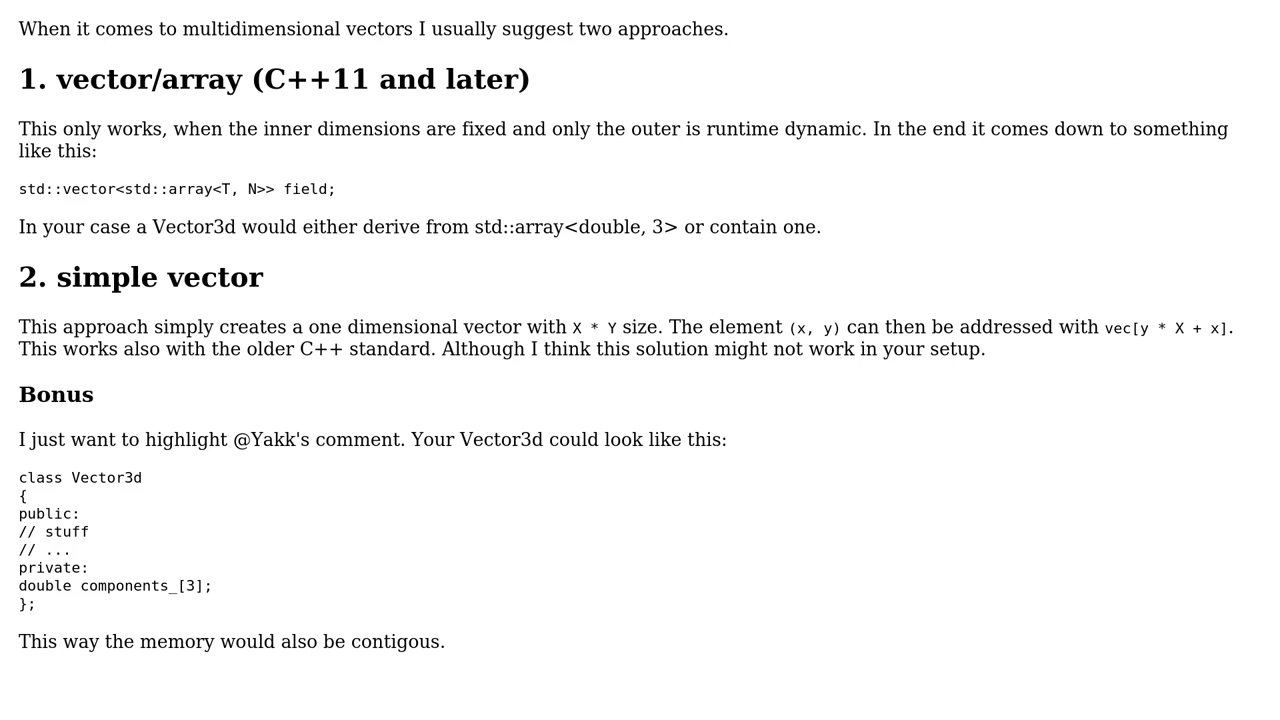 When it comes to multidimensional vectors I usually suggest two approaches.
1. vector/array (C++11 and later)
This only works, when the inner dimensions are fixed and only the outer is runtime dynamic. In the end it comes down to something
like this:
std::vector<std::array<T, N>> field;
In your case a Vector3d would either derive from std::array<double, 3> or contain one.
2. simple vector
This approach simply creates a one dimensional vector with X * Y size. The element (x, y) can then be addressed with vec[y * X + x].
This works also with the older C++ standard. Although I think this solution might not work in your setup.
Bonus
I just want to highlight @Yakk's comment. Your Vector3d could look like this:
class Vector3d
{
public:
// stuff
// ...
private:
double components_[3];
};
This way the memory would also be contigous.